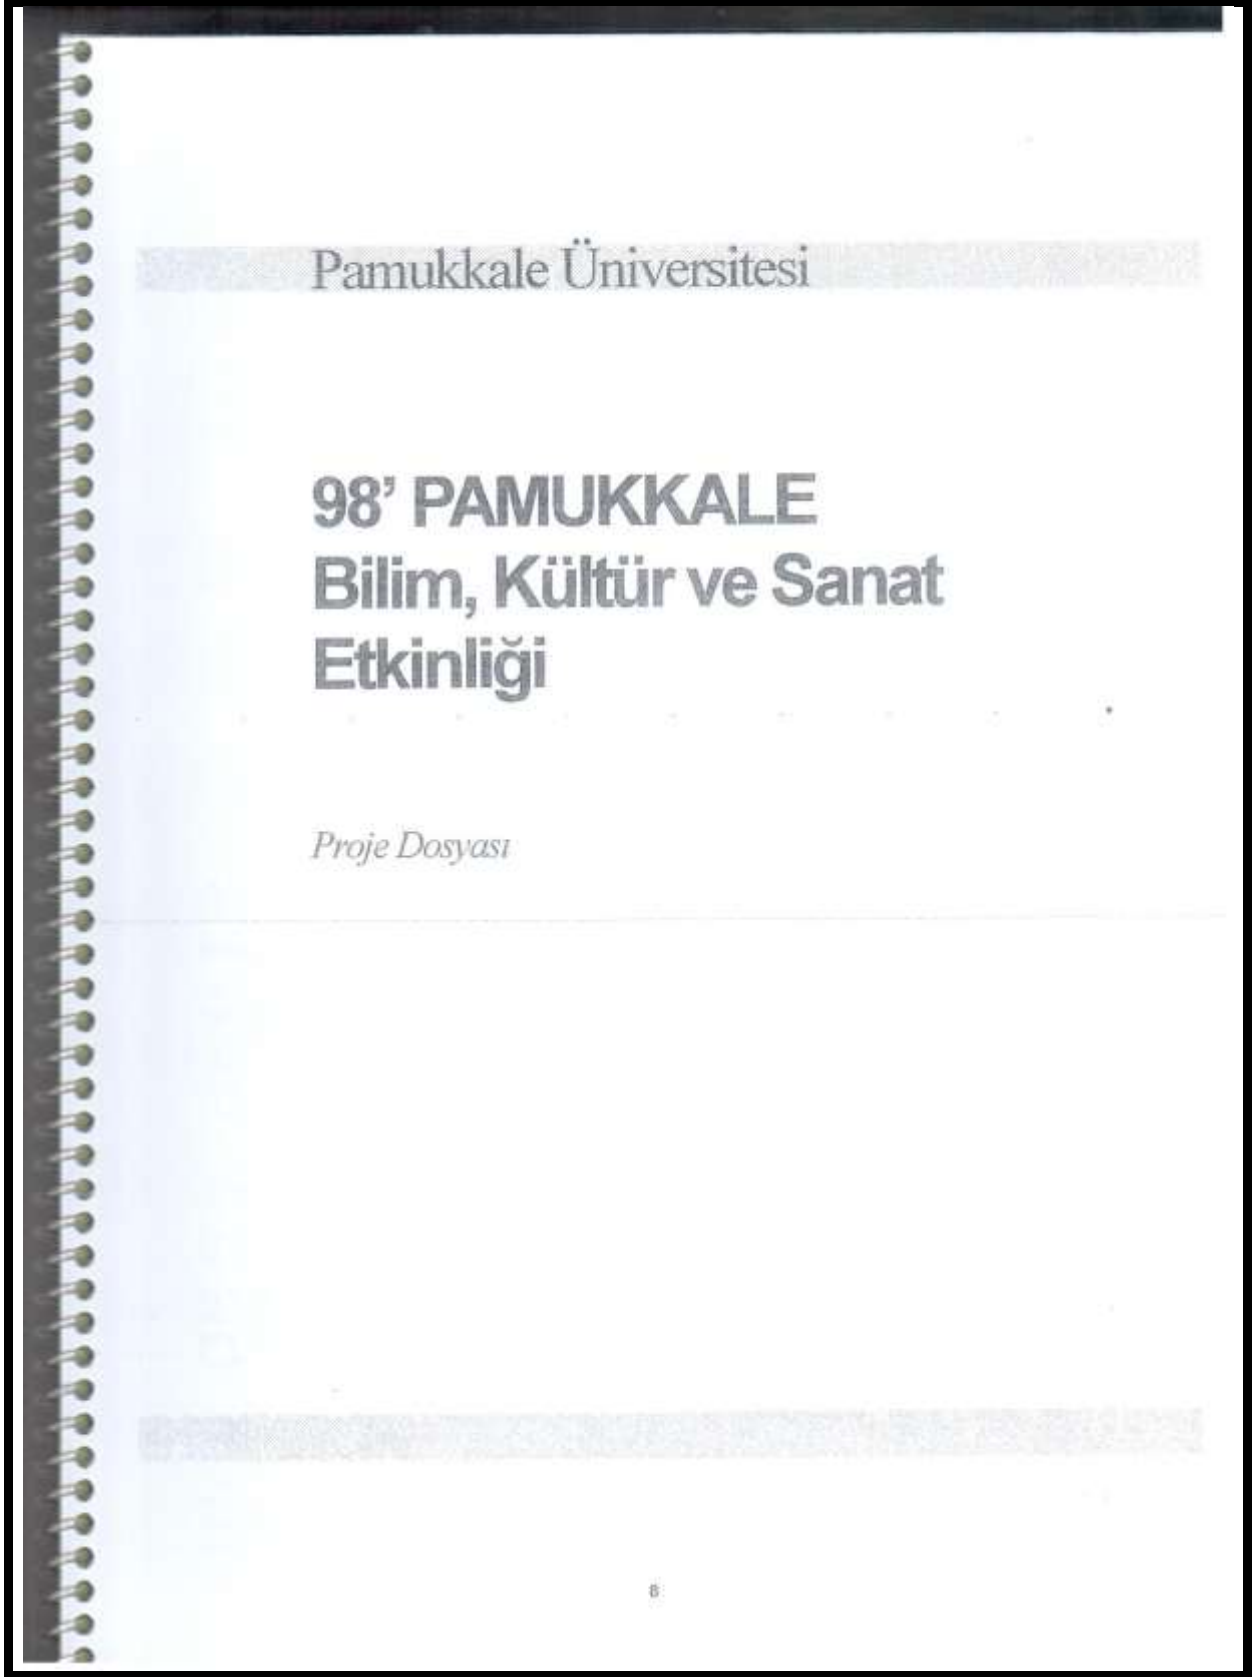 Pamukkale Üniversitesi
98’ PAMUKKALE
Bilim, Kültür ve Sanat
Etkinliği
Proje Dosyası
8